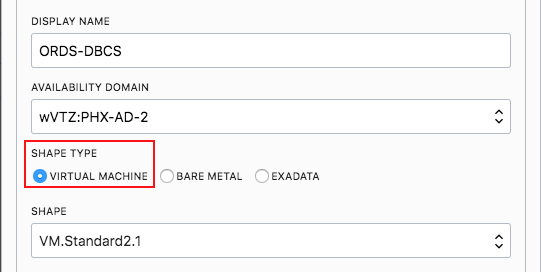 DISPLAY NAME
ORDS-DBCS
AVAILABILITY DOMAIN
wVTZ:PHX-AD-2
SHAPE TYPE
VIRTUAL MACHINE BARE METAL EXADATA
SHAPE
VM.Standard2.1